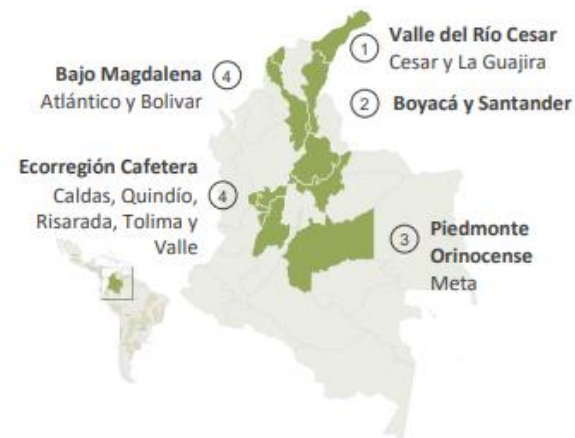 Valle del Río Cesar
1
Cesar y La Guajira
Bajo Magdalena
4
Atlántico y Bolivar
2
Boyacá y Santander
Ecorregión Cafetera
Caldas, Quindío,
4
Risarada, Tolima y
Valle
3
Piedmonte
Orinocense
Meta